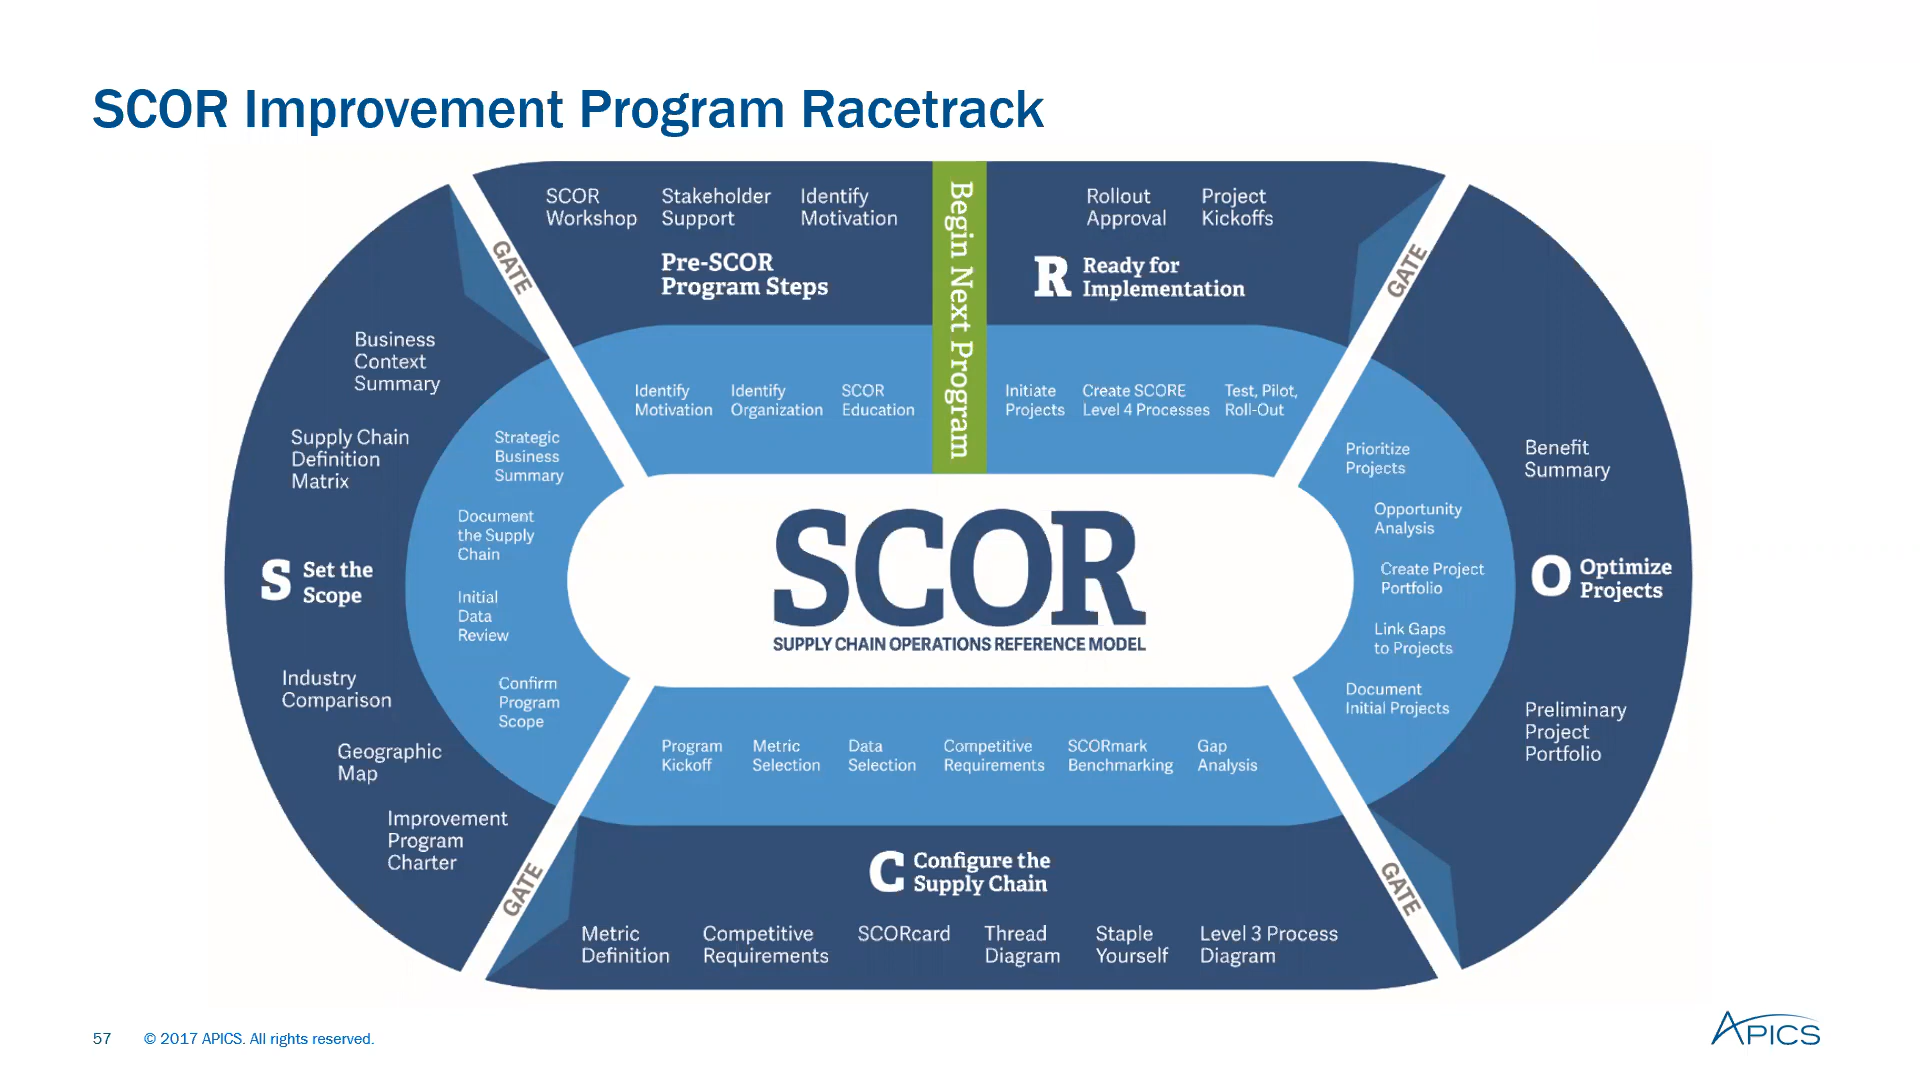 SCOR Improvement Program Racetrack
SCOR
Workshop
Stakeholder
Support
Identify
Motivation
Pre-SCOR
Program Steps
Identify
Motivation
Identify
Organization
SCOR
Education
Begin Next Program
Rollout
Approval
Project
Kickoffs
R Ready for
Implementation
Initiate
Projects
Create SCORE
Level 4 Processes
Test, Pilot,
Roll-Out
GATE
GATE
Business
Context
Summary
Supply Chain
Definition
Matrix
S Set the
Scope
Industry
Comparison
Geographic
Map
Improvement
Program
Charter
Strategic
Business
Summary
Document
the Supply
Chain
Initial
Data
Review
Confirm
Program
Scope
SCOR
SUPPLY CHAIN OPERATIONS REFERENCE MODEL
Prioritize
Projects
Opportunity
Analysis
Create Project
Portfolio
Link Gaps
to Projects
Document
Initial Projects
Benefit
Summary
O Optimize
Projects
Preliminary
Project
Portfolio
Program
Kickoff
Metric
Selection
Data
Selection
Competitive
Requirements
SCORmark
Benchmarking
Gap
Analysis
GATE
GATE
C Configure the
Supply Chain
Metric
Definition
Competitive
Requirements
SCORcard
Thread
Diagram
Staple
Yourself
Level 3 Process
Diagram
57 © 2017 APICS. All rights reserved.
APICS